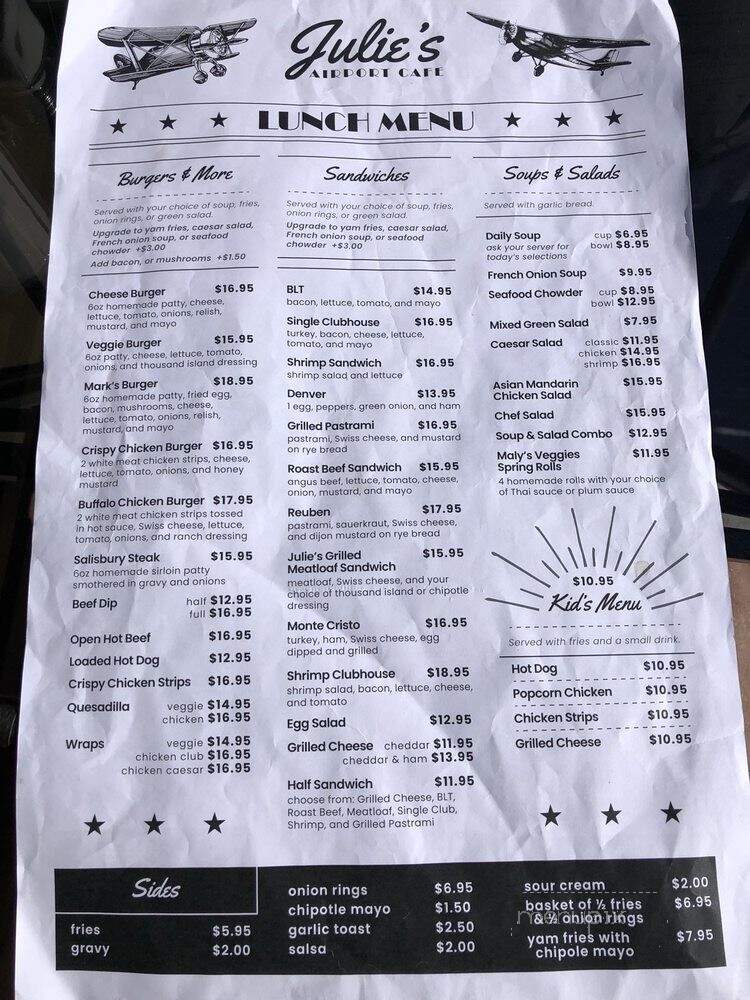 Julie's
AIRPORT CAFE
LUNCH MENU
Burgers & More
Served with your choice of soup, fries,
onion rings, or green salad.
Upgrade to yam fries, caesar salad,
French onion soup, or seafood
chowder +$3.00
Add bacon, or mushrooms +$1.50
Cheese Burger $16.95
6oz homemade patty, cheese,
lettuce, tomato, onions, relish,
mustard, and mayo
Veggie Burger $15.95
6oz patty, cheese, lettuce, tomato,
onions, and thousand island dressing
Mark's Burger $18.95
6oz homemade patty, fried egg,
bacon, mushrooms, cheese,
lettuce, tomato, onions, relish,
mustard, and mayo
Crispy Chicken Burger $16.95
2 white meat chicken strips, cheese,
lettuce, tomato, onions, and honey
mustard
Buffalo Chicken Burger $17.95
2 white meat chicken strips tossed
in hot sauce, Swiss cheese, lettuce,
tomato, onions, and ranch dressing
Salisbury Steak $15.95
6oz homemade sirloin patty
smothered in gravy and onions
Beef Dip half $12.95
full $16.95
Open Hot Beef $16.95
Loaded Hot Dog $12.95
Crispy Chicken Strips $16.95
Quesadilla veggie $14.95
chicken $16.95
Wraps veggie $14.95
chicken club $16.95
chicken caesar $16.95
Sandwiches
Served with your choice of soup, fries,
onion rings, or green salad.
Upgrade to yam fries, caesar salad,
French onion soup, or seafood
chowder +$3.00
BLT $14.95
bacon, lettuce, tomato, and mayo
Single Clubhouse $16.95
turkey, bacon, cheese, lettuce,
tomato, and mayo
Shrimp Sandwich $16.95
shrimp salad and lettuce
Denver $13.95
1 egg, peppers, green onion, and ham
Grilled Pastrami $16.95
pastrami, Swiss cheese, and mustard
on rye bread
Roast Beef Sandwich $15.95
angus beef, lettuce, tomato, cheese,
onion, mustard, and mayo
Reuben $17.95
pastrami, sauerkraut, Swiss cheese,
and dijon mustard on rye bread
Julie's Grilled $15.95
Meatloaf Sandwich
meatloaf, Swiss cheese, and your
choice of thousand island or chipotle
dressing
Monte Cristo $16.95
turkey, ham, Swiss cheese, egg
dipped and grilled
Shrimp Clubhouse $18.95
shrimp salad, bacon, lettuce, cheese,
and tomato
Egg Salad $12.95
Grilled Cheese cheddar $11.95
cheddar & ham $13.95
Half Sandwich $11.95
choose from: Grilled Cheese, BLT,
Roast Beef, Meatloaf, Single Club,
Shrimp, and Grilled Pastrami
Soups & Salads
Served with garlic bread.
Daily Soup cup $6.95
ask your server for bowl $8.95
today's selections
French Onion Soup $9.95
Seafood Chowder cup $8.95
bowl $12.95
Mixed Green Salad $7.95
Caesar Salad classic $11.95
chicken $14.95
shrimp $16.95
Asian Mandarin $15.95
Chicken Salad
Chef Salad $15.95
Soup & Salad Combo $12.95
Maly's Veggies $11.95
Spring Rolls
4 homemade rolls with your choice
of Thai sauce or plum sauce
$10.95
Kid's Menu
Served with fries and a small drink.
Hot Dog $10.95
Popcorn Chicken $10.95
Chicken Strips $10.95
Grilled Cheese $10.95
Sides
fries $5.95
gravy $2.00
onion rings $6.95
chipotle mayo $1.50
garlic toast $2.50
salsa $2.00
sour cream $2.00
basket of ½ fries $6.95
& ½ onion rings
yam fries with $7.95
chipole mayo
menupix